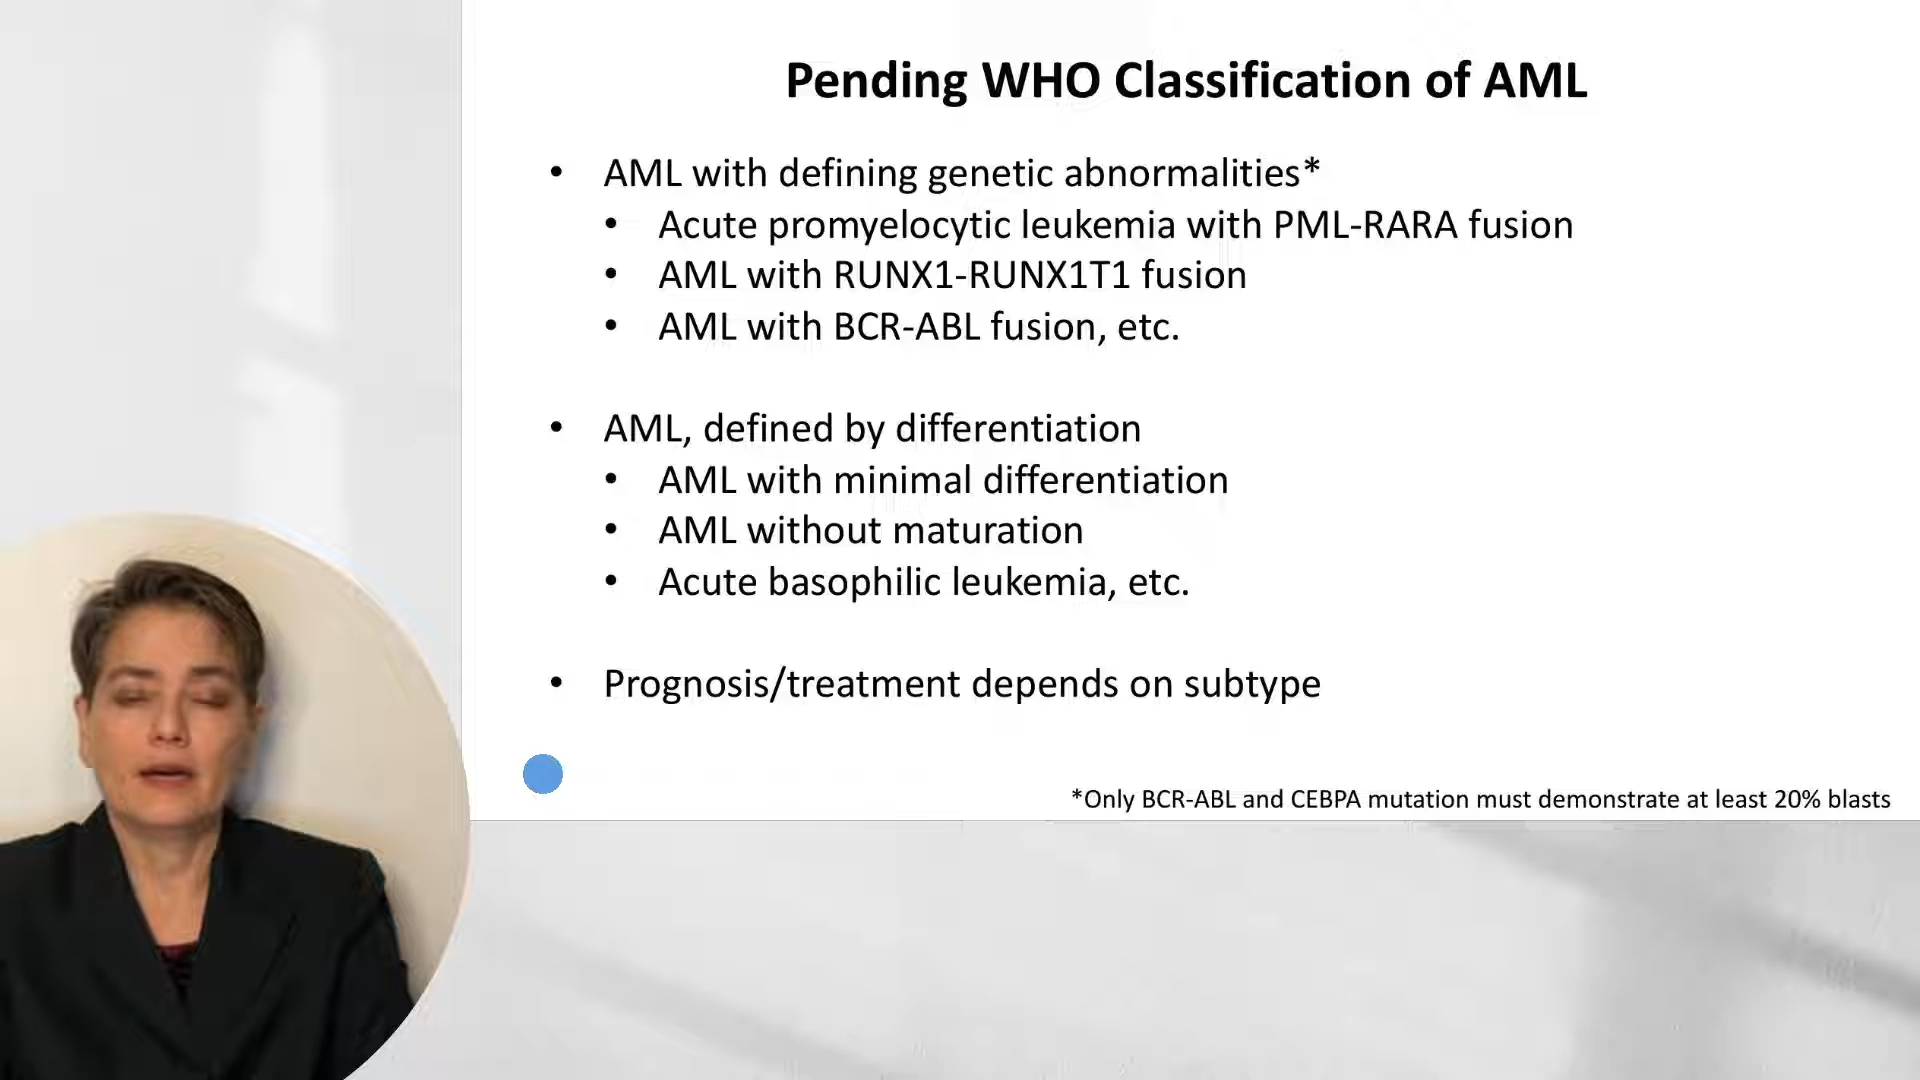 Pending WHO Classification of AML
• AML with defining genetic abnormalities*
• Acute promyelocytic leukemia with PML-RARA fusion
• AML with RUNX1-RUNX1T1 fusion
• AML with BCR-ABL fusion, etc.
• AML, defined by differentiation
• AML with minimal differentiation
• AML without maturation
• Acute basophilic leukemia, etc.
• Prognosis/treatment depends on subtype
*Only BCR-ABL and CEBPA mutation must demonstrate at least 20% blasts